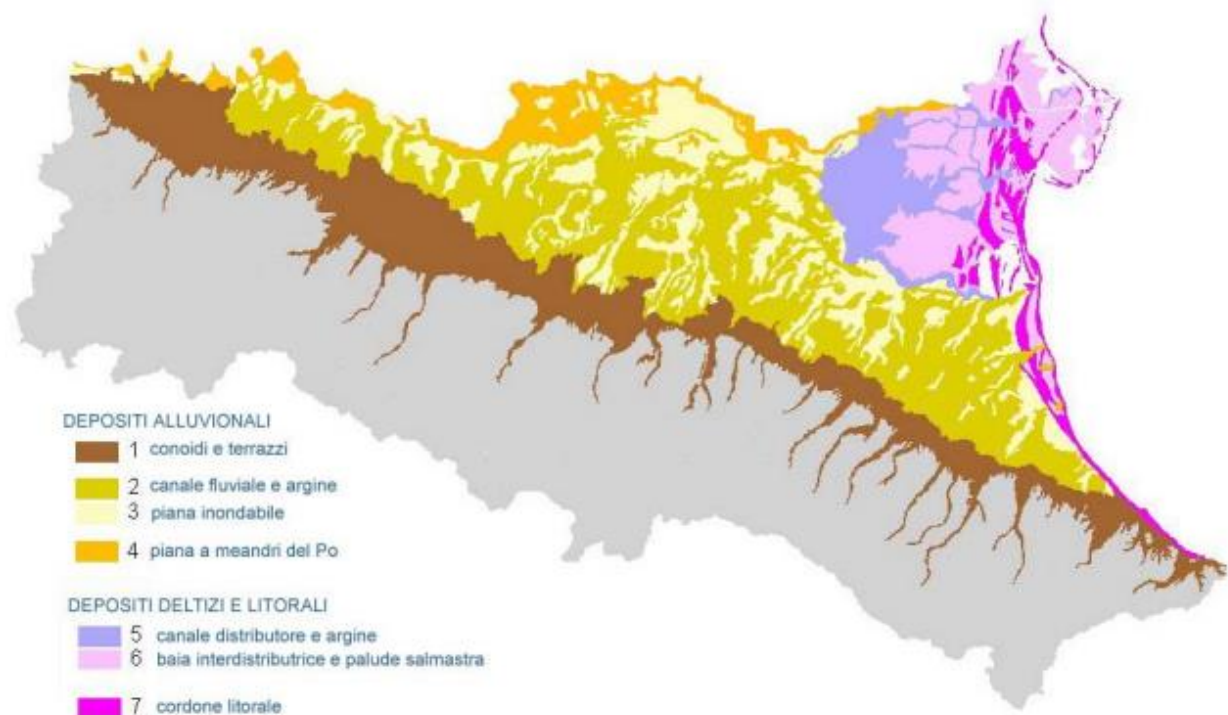 DEPOSITI ALLUVIONALI
1 conoidi e terrazzi
2 canale fluviale e argine
3 piana inondabile
4 piana a meandri del Po
DEPOSITI DELTIZI E LITORALI
5 canale distributore e argine
6 baia interdistributrice e palude salmastra
7 cordone litorale